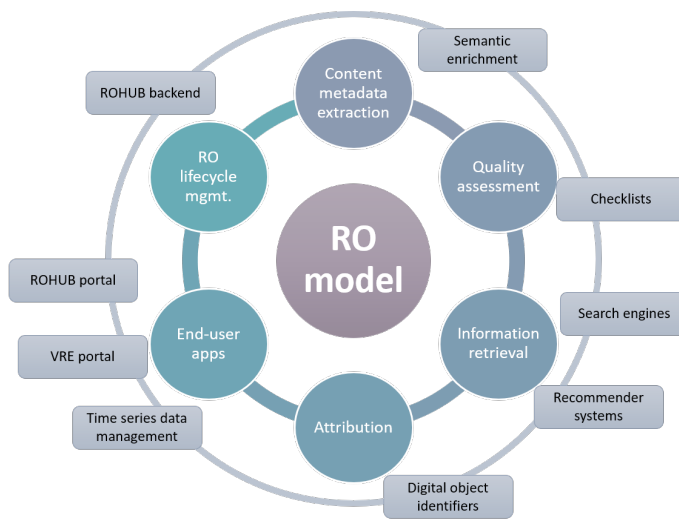 Semantic
enrichment
Content
metadata
extraction
ROHUB backend
RO
lifecycle
mgmt.
Quality
assessment
Checklists
RO
model
ROHUB portal
Search engines
End-user
apps
Information
retrieval
VRE portal
Recommender
systems
Time series data
management
Attribution
Digital object
identifiers